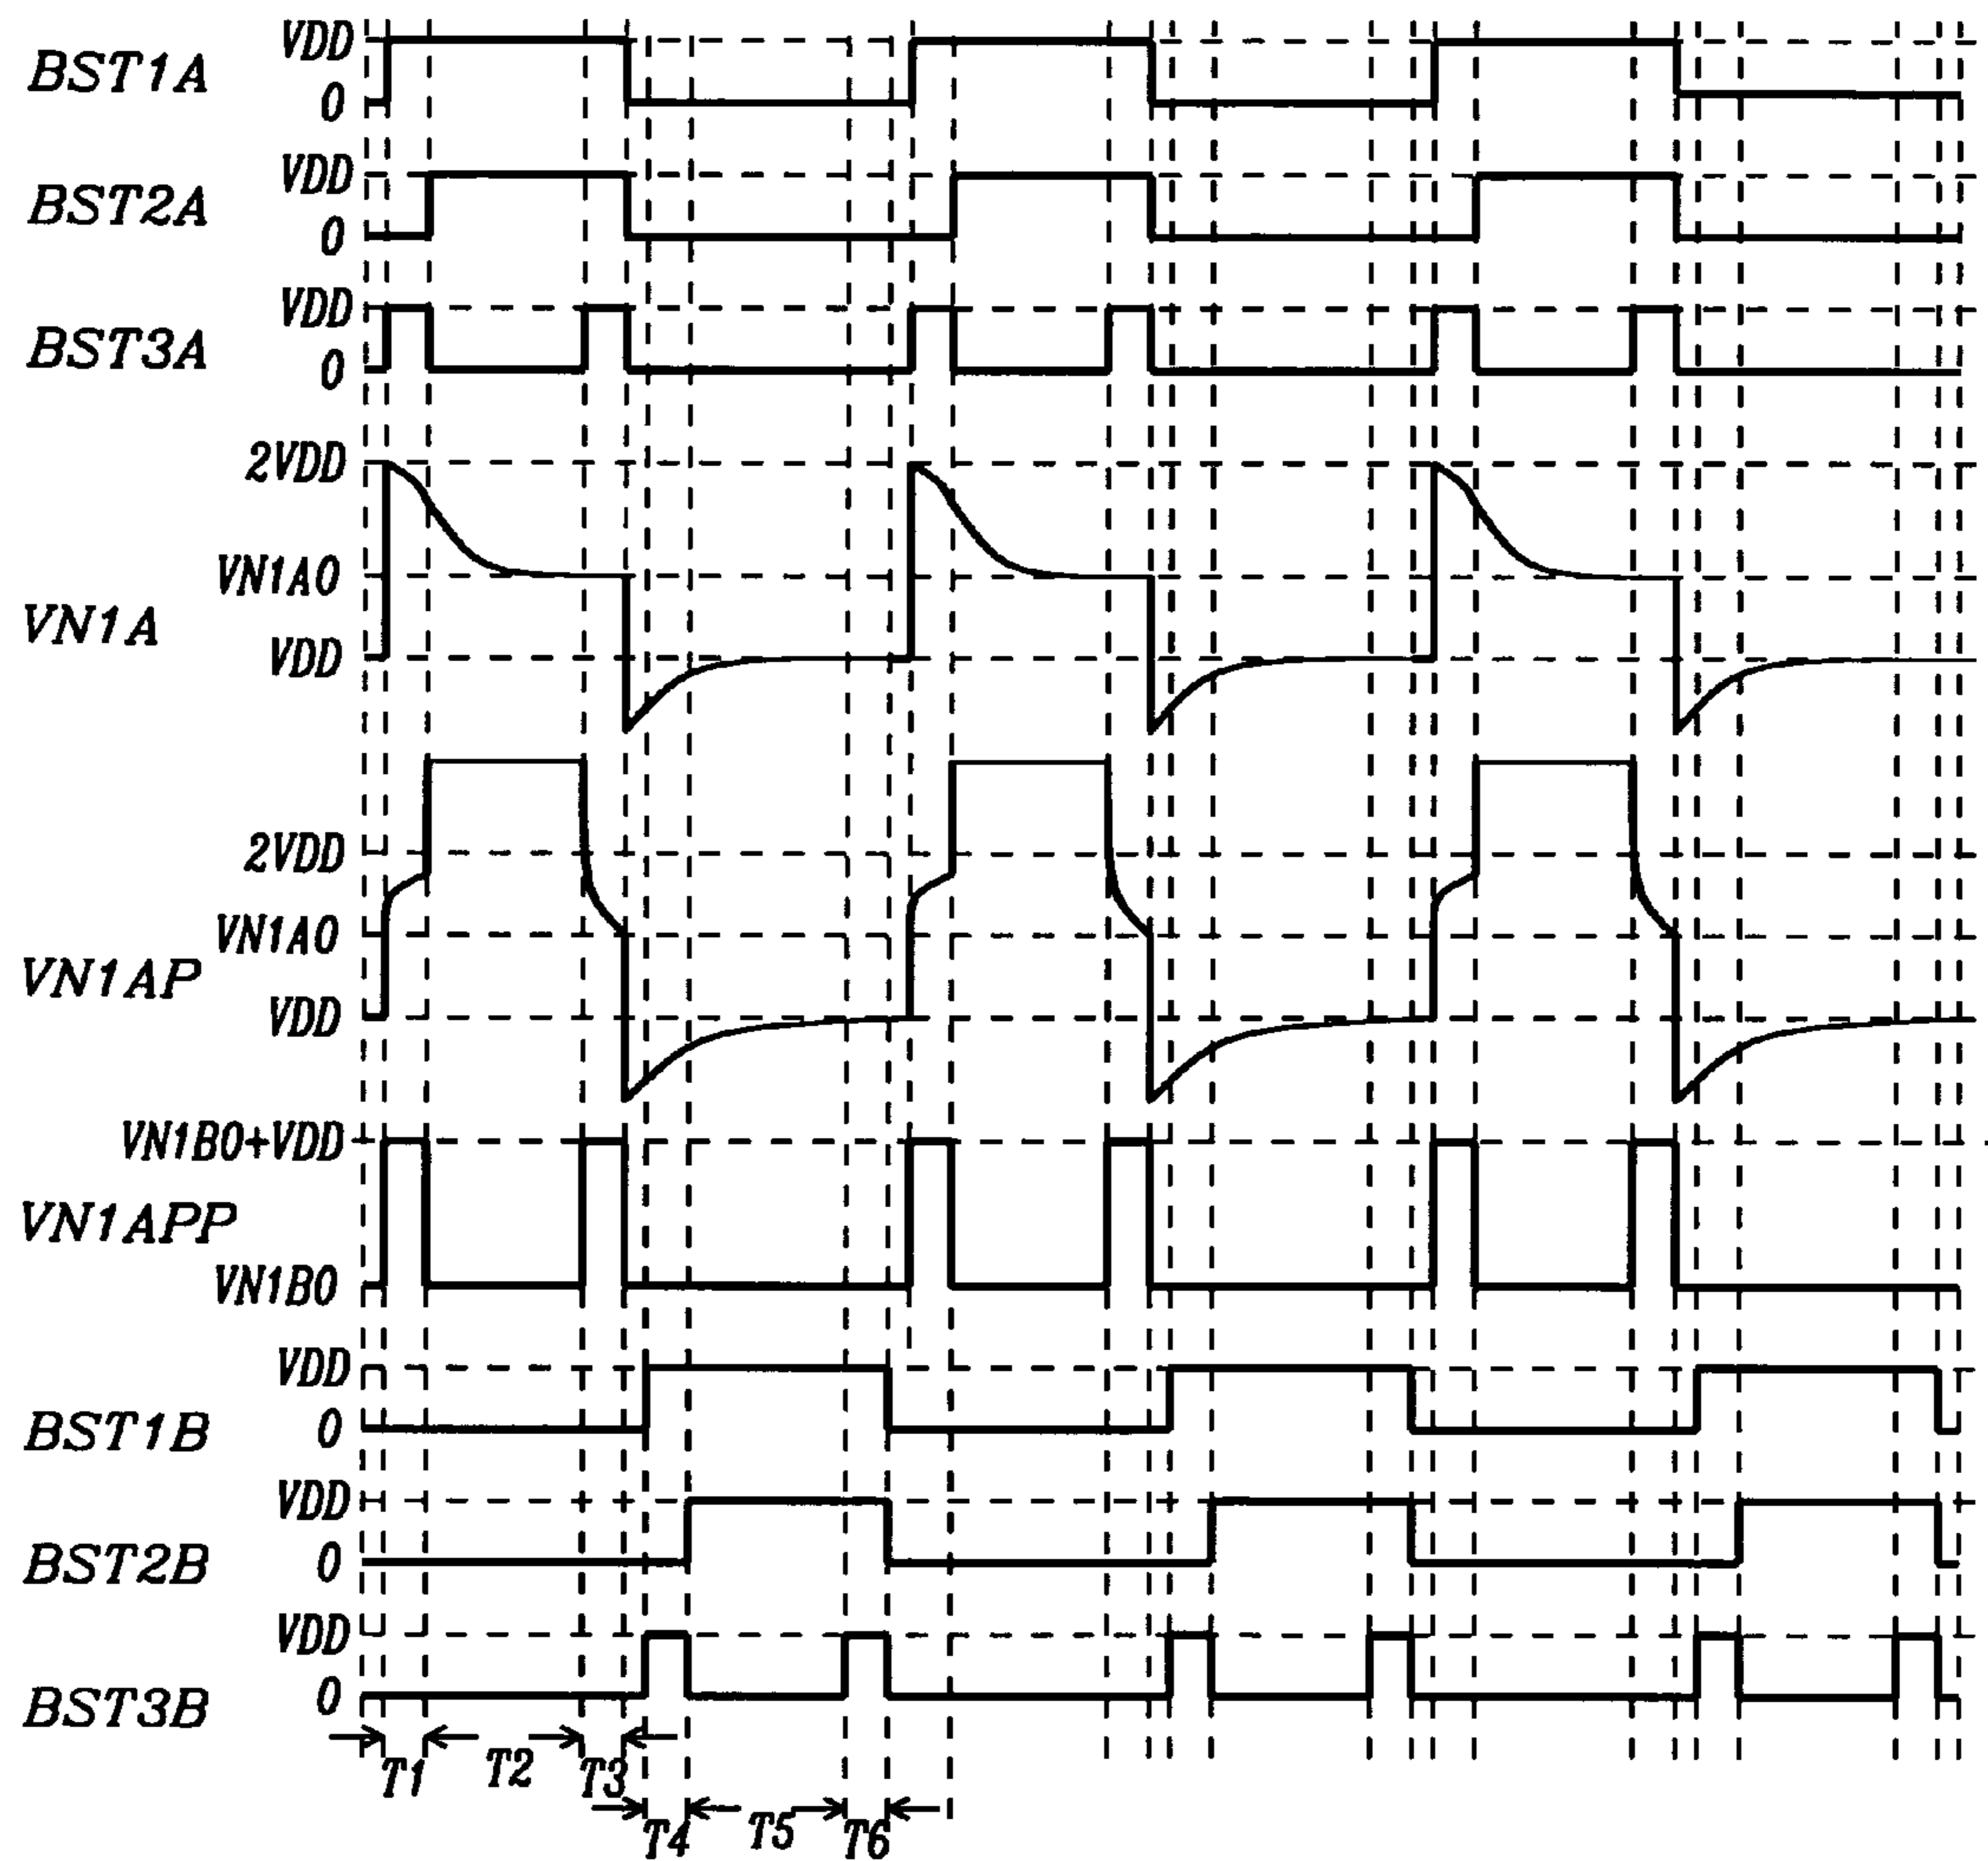 VDD
BST1A
0
VDD
BST2A
0
VDD
BST3A
0
2VDD
VN1A0
VN1A
VDD
2VDD
VN1A0
VN1AP
VDD
VN1B0+VDD
VN1APP
VN1B0
VDD
BST1B
0
VDD
BST2B
0
VDD
BST3B
0
T1 T2 T3
T4 T5 T6